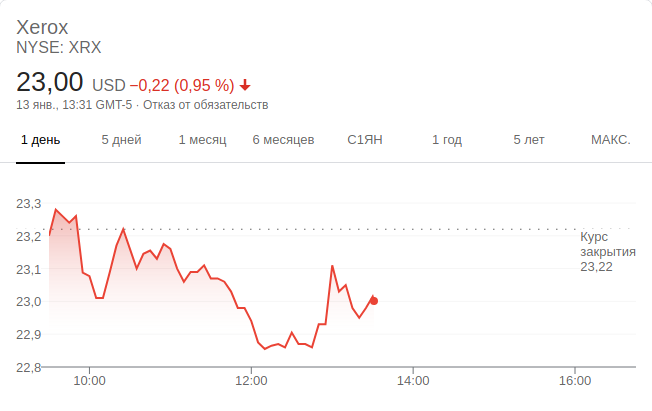 Xerox
NYSE: XRX
23,00 USD −0,22 (0,95 %)
13 янв., 13:31 GMT-5 · Отказ от обязательств
1 день 5 дней 1 месяц 6 месяцев С1ЯН 1 год 5 лет МАКС.
23,3
23,2
23,1
23,0
22,9
22,8
Курс
закрытия
23,22
10:00 12:00 14:00 16:00